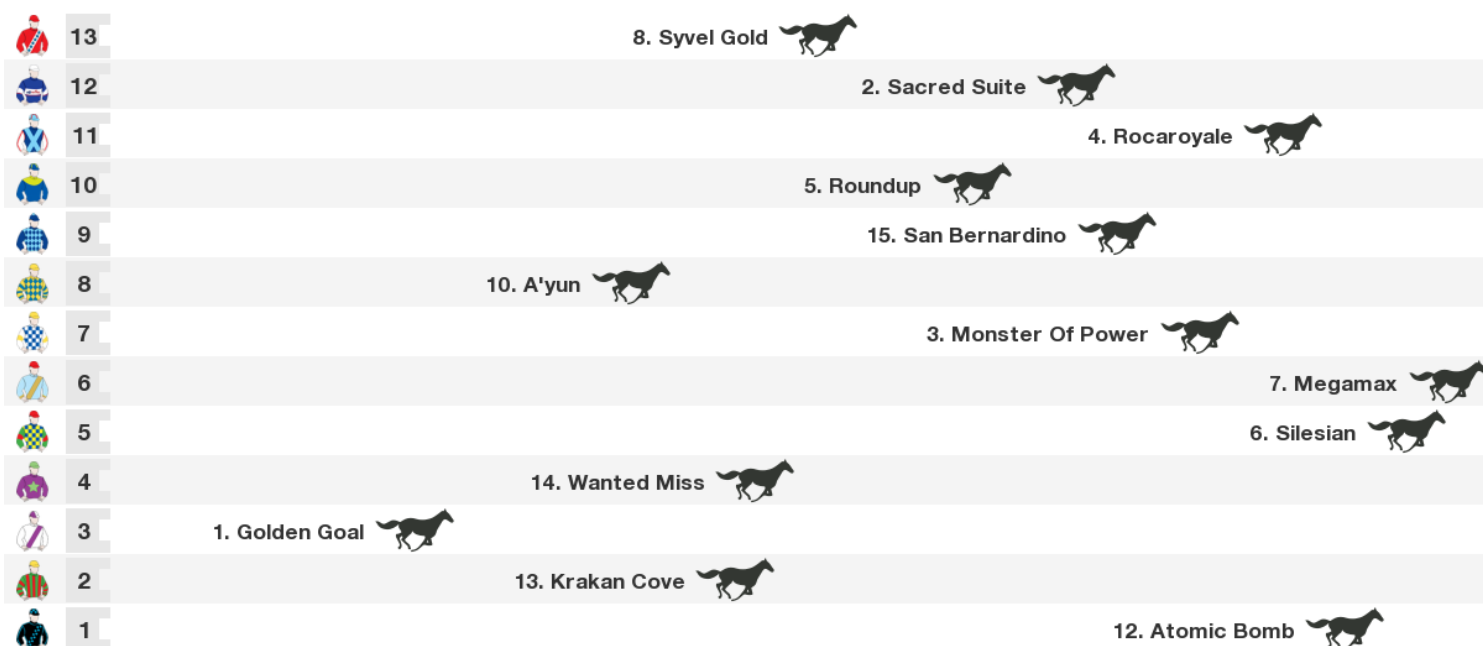 13 8. Syvel Gold
12 2. Sacred Suite
11 4. Rocaroyale
10 5. Roundup
9 15. San Bernardino
8 10. A'yun
7 3. Monster Of Power
6 7. Megamax
5 6. Silesian
4 14. Wanted Miss
3 1. Golden Goal
2 13. Krakan Cove
1 12. Atomic Bomb